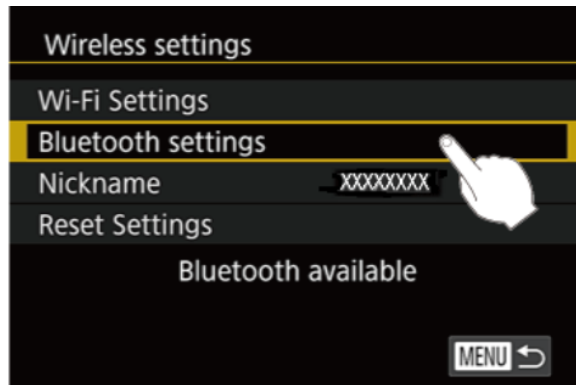 Wireless settings
Wi-Fi Settings
Bluetooth settings
Nickname XXXXXXXX
Reset Settings
Bluetooth available
MENU